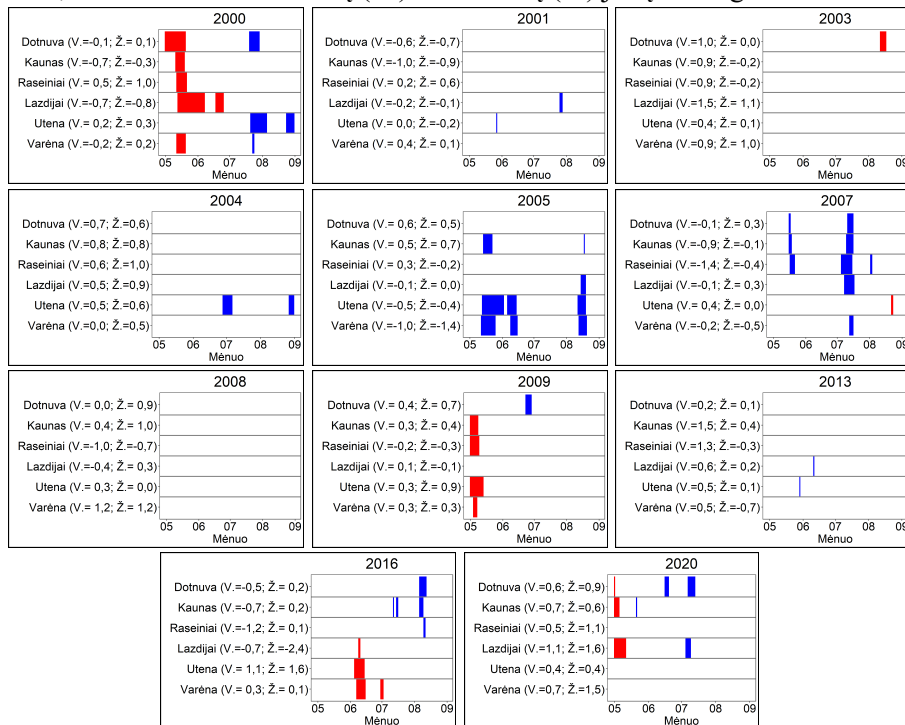 2000
Dotnuva (V.=-0,1; Ž.= 0,1)
Kaunas (V.=-0,7; Ž.=-0,3)
Raseiniai (V.= 0,5; Ž.= 1,0)
Lazdijai (V.=-0,7; Ž.=-0,8)
Utena (V.= 0,2; Ž.= 0,3)
Varėna (V.=-0,2; Ž.= 0,2)
05 06 07 08 09
Mėnuo
2001
Dotnuva (V.=-0,6; Ž.=-0,7)
Kaunas (V.=-1,0; Ž.=-0,9)
Raseiniai (V.= 0,2; Ž.= 0,6)
Lazdijai (V.=-0,2; Ž.=-0,1)
Utena (V.= 0,0; Ž.=-0,2)
Varėna (V.= 0,4; Ž.= 0,1)
05 06 07 08 09
Mėnuo
2003
Dotnuva (V.=1,0; Ž.= 0,0)
Kaunas (V.=0,9; Ž.=-0,2)
Raseiniai (V.=0,9; Ž.=-0,2)
Lazdijai (V.=1,5; Ž.= 1,1)
Utena (V.=0,4; Ž.= 0,1)
Varėna (V.=0,9; Ž.= 1,0)
05 06 07 08 09
Mėnuo
2004
Dotnuva (V.=0,7; Ž.=0,6)
Kaunas (V.=0,8; Ž.=0,8)
Raseiniai (V.=0,6; Ž.=1,0)
Lazdijai (V.=0,5; Ž.=0,9)
Utena (V.=0,5; Ž.=0,6)
Varėna (V.=0,0; Ž.=0,5)
05 06 07 08 09
Mėnuo
2005
Dotnuva (V.= 0,6; Ž.= 0,5)
Kaunas (V.= 0,5; Ž.= 0,7)
Raseiniai (V.= 0,3; Ž.=-0,2)
Lazdijai (V.=-0,1; Ž.= 0,0)
Utena (V.=-0,5; Ž.=-0,4)
Varėna (V.=-1,0; Ž.=-1,4)
05 06 07 08 09
Mėnuo
2007
Dotnuva (V.=-0,1; Ž.= 0,3)
Kaunas (V.=-0,9; Ž.=-0,1)
Raseiniai (V.=-1,4; Ž.=-0,4)
Lazdijai (V.=-0,1; Ž.= 0,3)
Utena (V.= 0,4; Ž.= 0,0)
Varėna (V.=-0,2; Ž.=-0,5)
05 06 07 08 09
Mėnuo
2008
Dotnuva (V.= 0,0; Ž.= 0,9)
Kaunas (V.= 0,4; Ž.= 1,0)
Raseiniai (V.=-1,0; Ž.=-0,7)
Lazdijai (V.=-0,4; Ž.= 0,3)
Utena (V.= 0,3; Ž.= 0,0)
Varėna (V.= 1,2; Ž.= 1,2)
05 06 07 08 09
Mėnuo
2009
Dotnuva (V.= 0,4; Ž.= 0,7)
Kaunas (V.= 0,3; Ž.= 0,4)
Raseiniai (V.=-0,2; Ž.=-0,3)
Lazdijai (V.= 0,1; Ž.=-0,1)
Utena (V.= 0,3; Ž.= 0,9)
Varėna (V.= 0,3; Ž.= 0,3)
05 06 07 08 09
Mėnuo
2013
Dotnuva (V.=0,2; Ž.= 0,1)
Kaunas (V.=1,5; Ž.= 0,4)
Raseiniai (V.=1,3; Ž.=-0,3)
Lazdijai (V.=0,6; Ž.= 0,2)
Utena (V.=0,5; Ž.= 0,1)
Varėna (V.=0,5; Ž.=-0,7)
05 06 07 08 09
Mėnuo
2016
Dotnuva (V.=-0,5; Ž.= 0,2)
Kaunas (V.=-0,7; Ž.= 0,2)
Raseiniai (V.=-1,2; Ž.= 0,1)
Lazdijai (V.=-0,7; Ž.=-2,4)
Utena (V.= 1,1; Ž.= 1,6)
Varėna (V.= 0,3; Ž.= 0,1)
05 06 07 08 09
Mėnuo
2020
Dotnuva (V.=0,6; Ž.=0,9)
Kaunas (V.=0,7; Ž.=0,6)
Raseiniai (V.=0,5; Ž.=1,1)
Lazdijai (V.=1,1; Ž.=1,6)
Utena (V.=0,4; Ž.=0,4)
Varėna (V.=0,7; Ž.=1,5)
05 06 07 08 09
Mėnuo